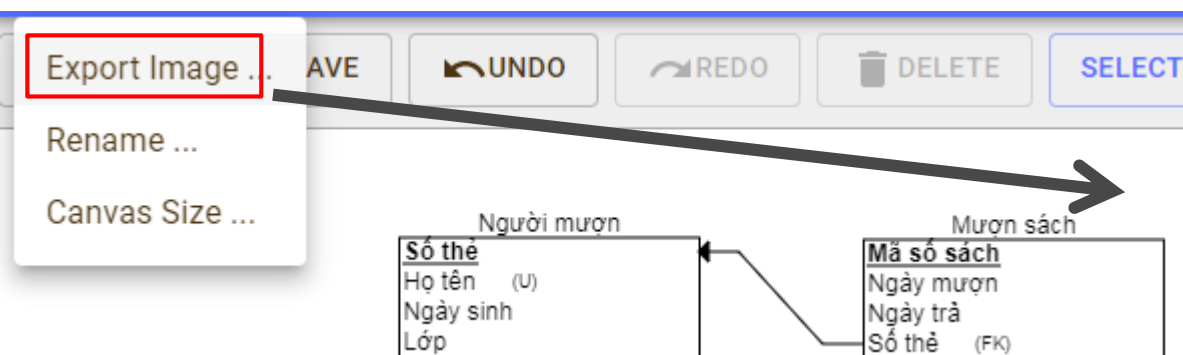 Export Image ...
AVE
UNDO
REDO
DELETE
SELECT
Rename ...
Canvas Size ...
Người mượn
Số thẻ
Họ tên (U)
Ngày sinh
Lớp
Mượn sách
Mã số sách
Ngày mượn
Ngày trả
Số thẻ (FK)